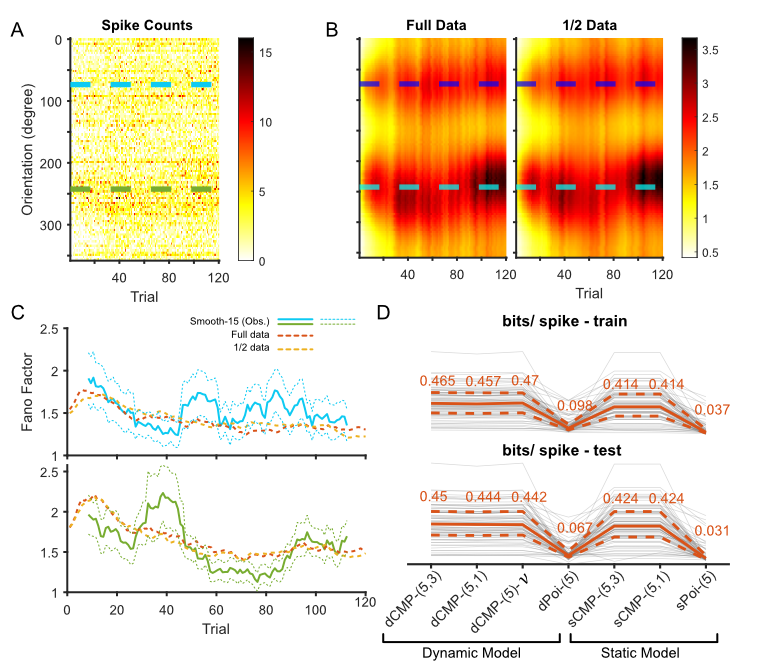 A
Spike Counts
0
100
200
300
Orientation (degree)
40
80
120
Trial
15
10
5
0
B
Full Data
1/2 Data
40
80
120
40
80
120
Trial
3.5
3
2.5
2
1.5
1
0.5
C
Smooth-15 (Obs.)
Full data
1/2 data
2.5
2
1.5
1
Fano Factor
2.5
2
1.5
1
0
20
40
60
80
100
120
Trial
D
bits/ spike - train
0.465
0.457
0.47
0.098
0.414
0.414
0.037
bits/ spike - test
0.45
0.444
0.442
0.067
0.424
0.424
0.031
dCMP-(5,3)
dCMP-(5,1)
dCMP-(5)-ν
dPoi-(5)
sCMP-(5,3)
sCMP-(5,1)
sPoi-(5)
Dynamic Model
Static Model